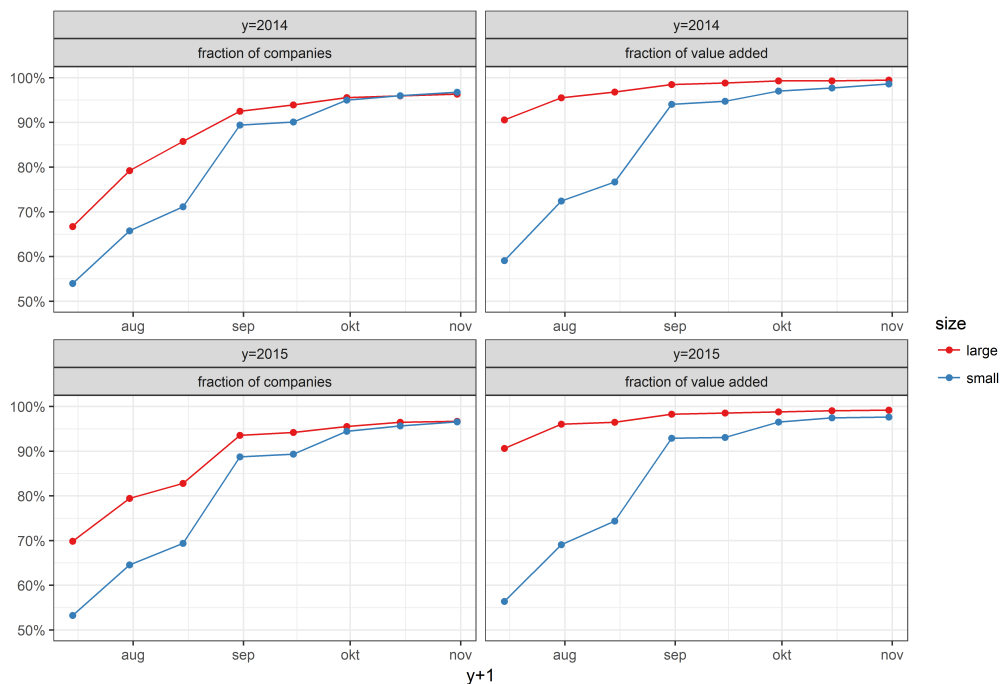 y=2014
fraction of companies
y=2014
fraction of value added
100%
90%
80%
70%
60%
50%
aug
sep
okt
nov
aug
sep
okt
nov
y=2015
fraction of companies
y=2015
fraction of value added
100%
90%
80%
70%
60%
50%
aug
sep
okt
nov
aug
sep
okt
nov
y+1
size
large
small